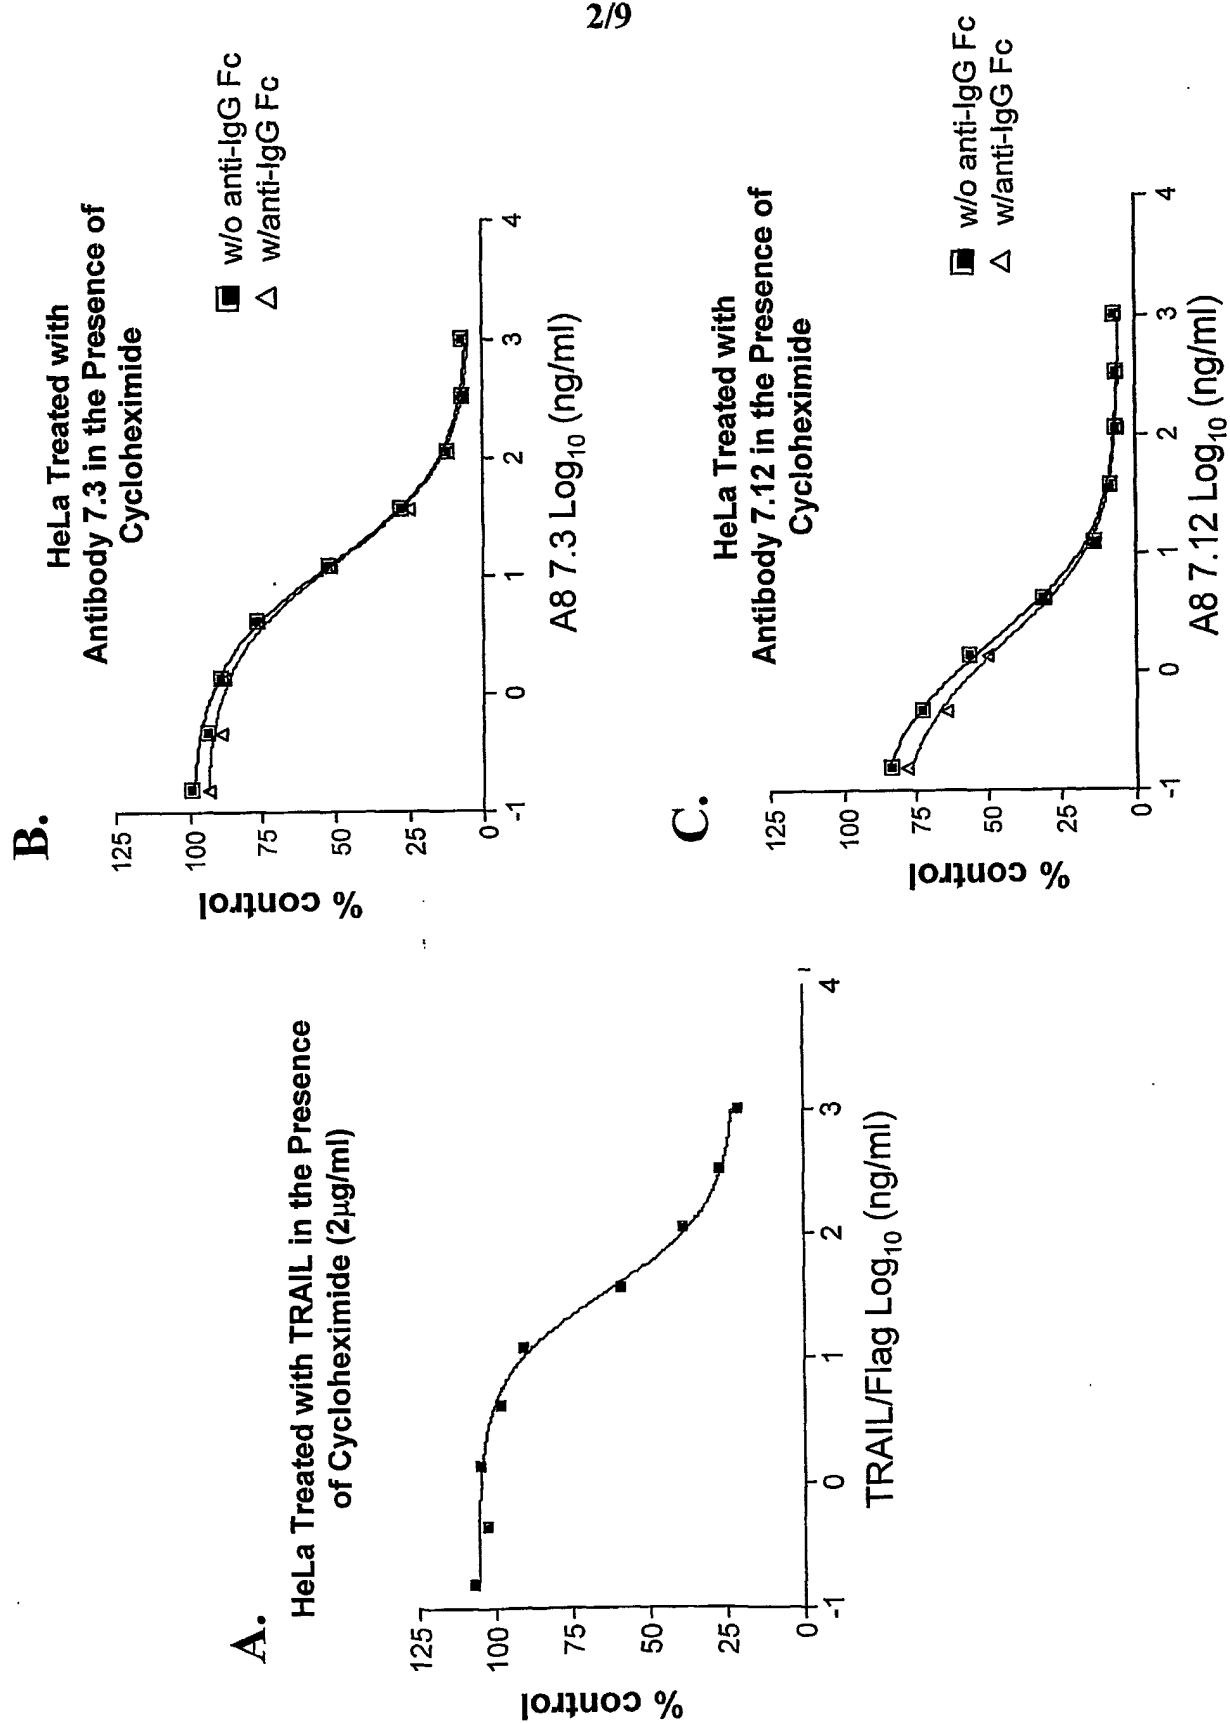 2/9
A.
HeLa Treated with TRAIL in the Presence
of Cycloheximide (2μg/ml)
% control
125
100
75
50
25
0
-1
0
1
2
3
4
TRAIL/Flag Log10 (ng/ml)
B.
HeLa Treated with
Antibody 7.3 in the Presence of
Cycloheximide
w/o anti-IgG Fc
w/anti-IgG Fc
% control
125
100
75
50
25
0
-1
0
1
2
3
4
A8 7.3 Log10 (ng/ml)
C.
HeLa Treated with
Antibody 7.12 in the Presence of
Cycloheximide
w/o anti-IgG Fc
w/anti-IgG Fc
% control
125
100
75
50
25
0
-1
0
1
2
3
4
A8 7.12 Log10 (ng/ml)